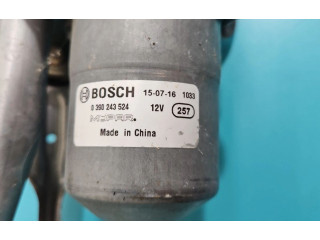 BOSCH 15-07-16 1033
0 390 243 524 12V 257
MOPAR.
Made in China